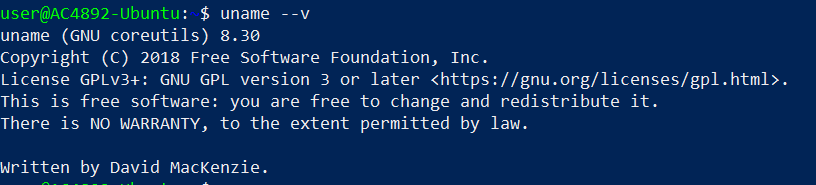 user@AC4892-Ubuntu:~$ uname --v
uname (GNU coreutils) 8.30
Copyright (C) 2018 Free Software Foundation, Inc.
License GPLv3+: GNU GPL version 3 or later <https://gnu.org/licenses/gpl.html>.
This is free software: you are free to change and redistribute it.
There is NO WARRANTY, to the extent permitted by law.
Written by David MacKenzie.